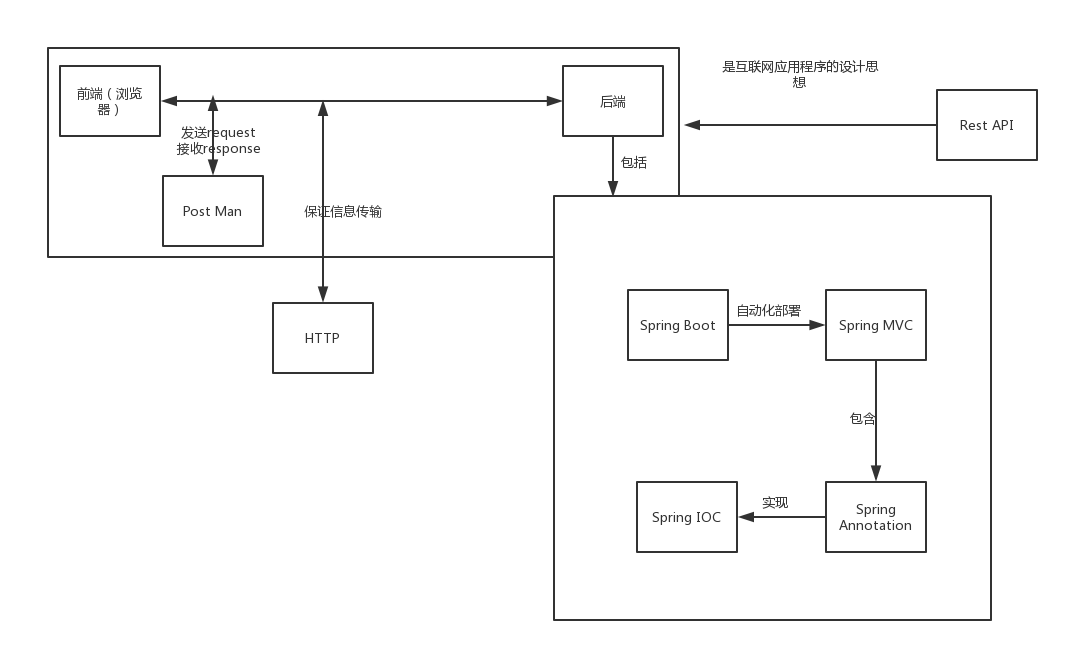 是互联网应用程序的设计思
想
前端（浏览
器）
后端
Rest API
发送request
接收response
包括
Post Man
保证信息传输
HTTP
Spring Boot
自动化部署
Spring MVC
包含
Spring IOC
实现
Spring
Annotation